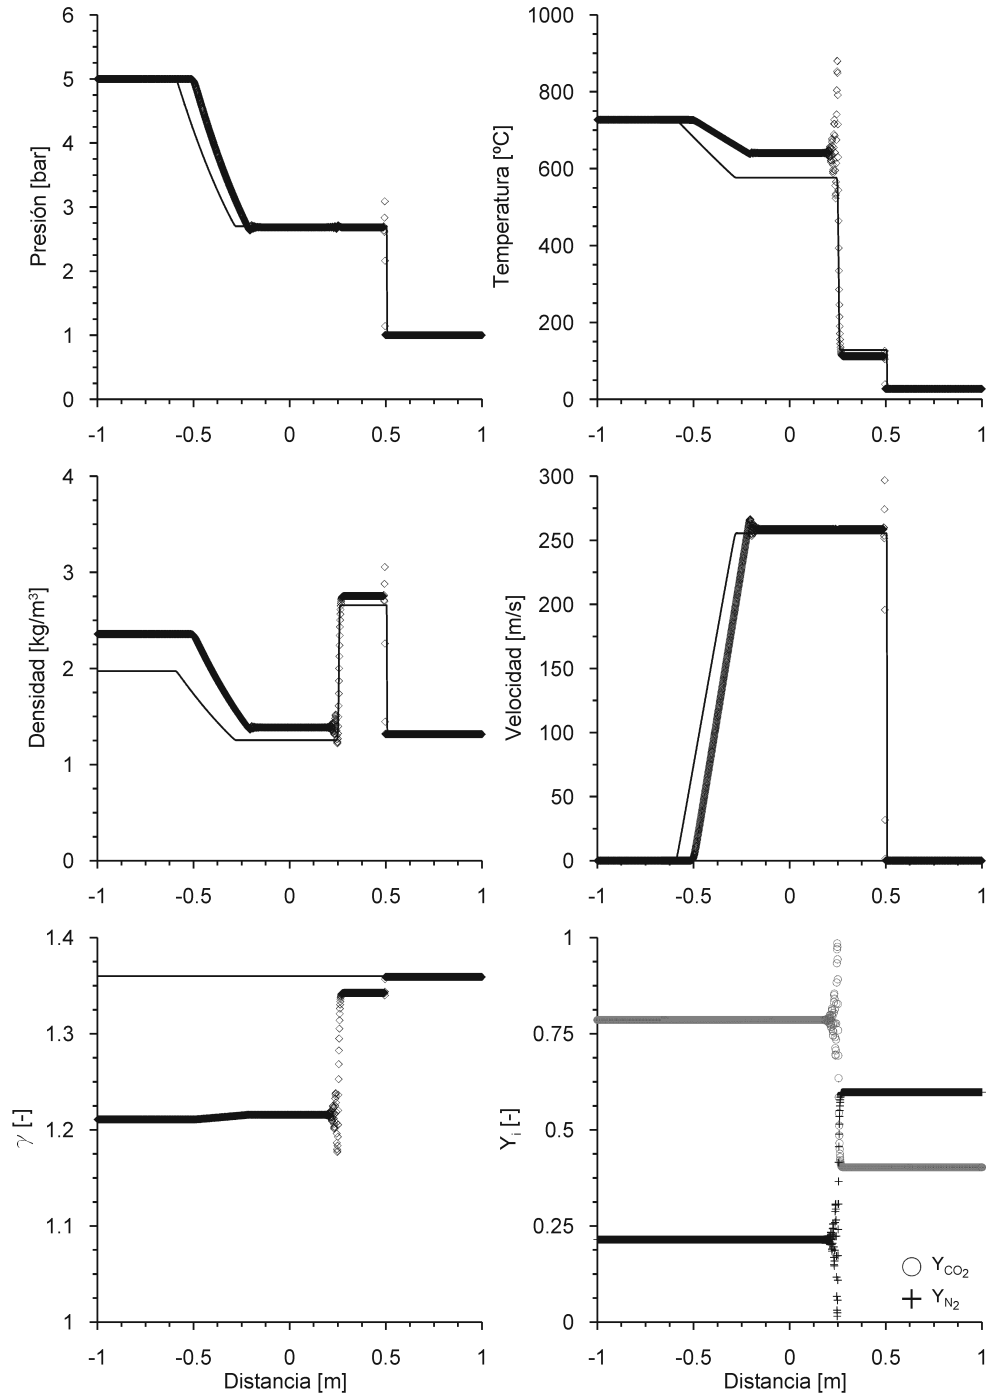 Presión [bar]
6
5
4
3
2
1
0
-1 -0.5 0 0.5 1
Temperatura [ºC]
1000
800
600
400
200
0
-1 -0.5 0 0.5 1
Densidad [kg/m³]
4
3
2
1
0
-1 -0.5 0 0.5 1
Velocidad [m/s]
300
250
200
150
100
50
0
-1 -0.5 0 0.5 1
γ [-]
1.4
1.3
1.2
1.1
1
-1 -0.5 0 0.5 1
Distancia [m]
Y_i [-]
1
0.75
0.5
0.25
0
Y_CO₂
Y_N₂
-1 -0.5 0 0.5 1
Distancia [m]